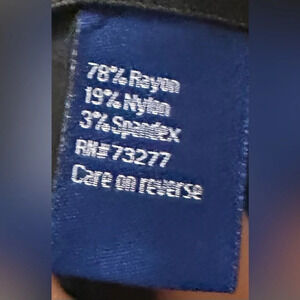 78% Rayon
19% Nylon
3% Spandex
RN# 73277
Care on reverse